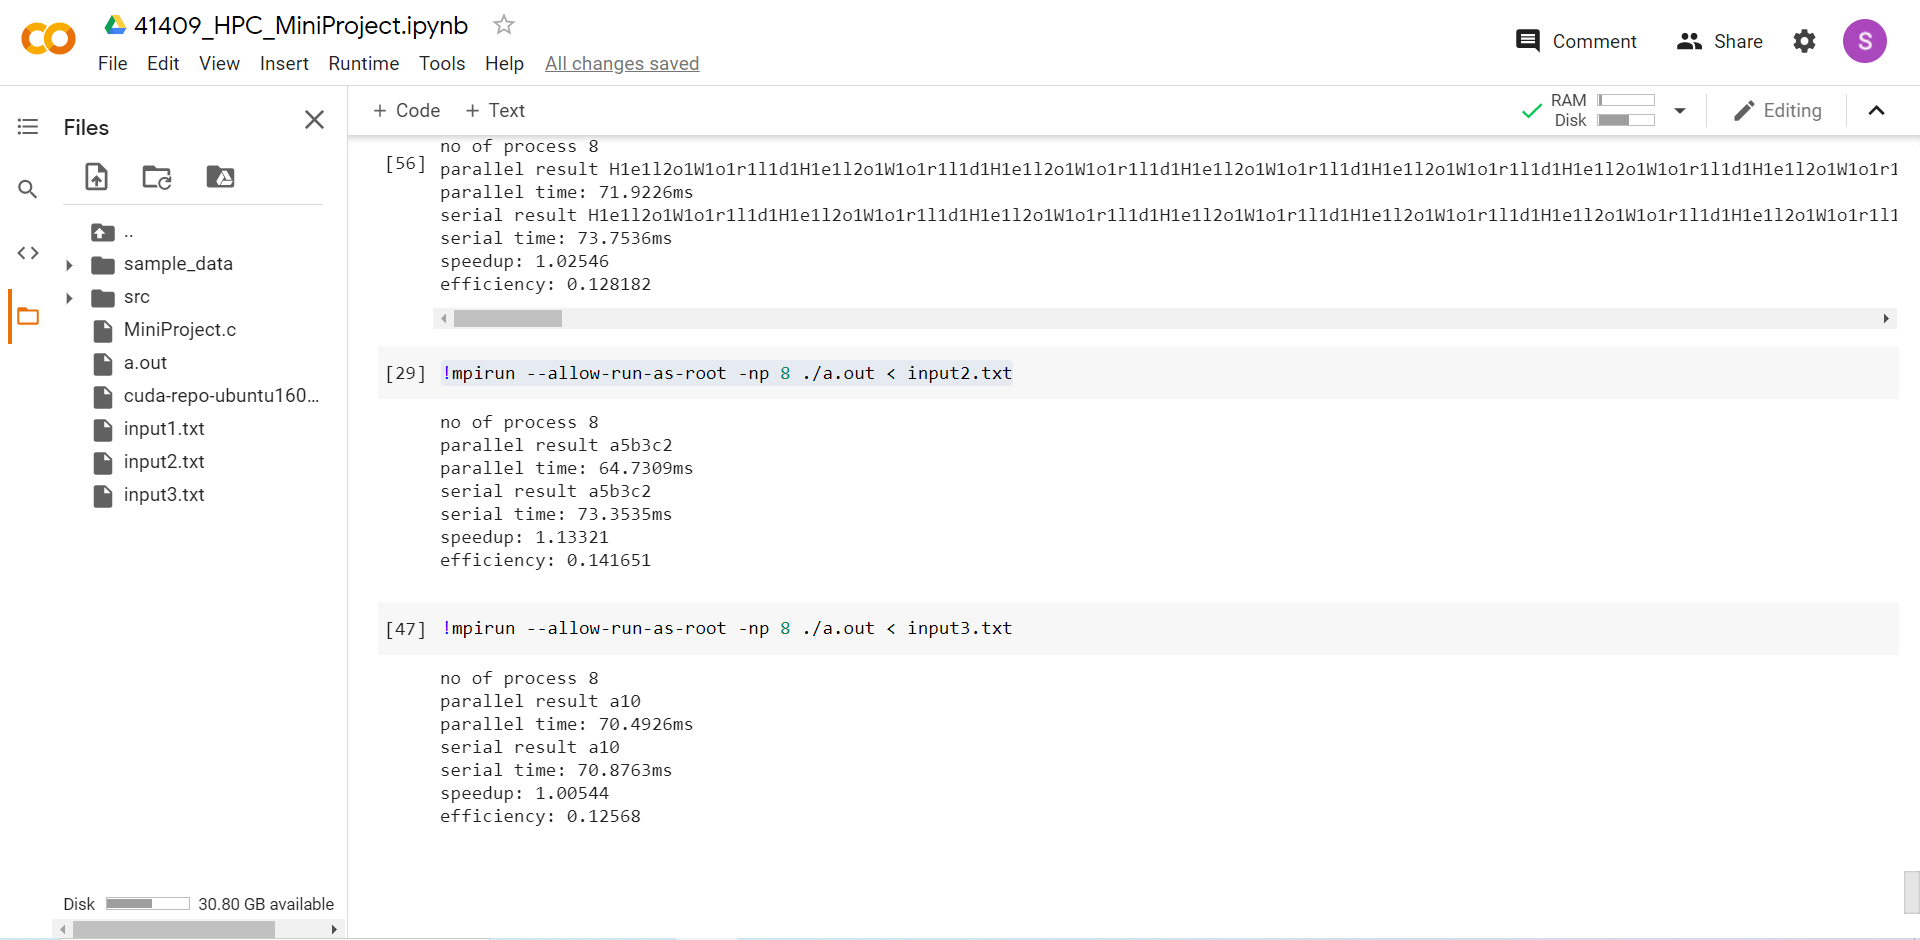 41409_HPC_MiniProject.ipynb
File Edit View Insert Runtime Tools Help All changes saved
Comment Share S
Files
+ Code + Text
RAM
Disk
Editing
..
sample_data
src
MiniProject.c
a.out
cuda-repo-ubuntu160...
input1.txt
input2.txt
input3.txt
Disk 30.80 GB available
no of process 8
[56]
parallel result H1e1l2o1W1o1r1l1d1H1e1l2o1W1o1r1l1d1H1e1l2o1W1o1r1l1d1H1e1l2o1W1o1r1l1d1H1e1l2o1W1o1r1l1d1H1e1l2o1W1o1r1l1d1H1e1l2o1W1o1r1
parallel time: 71.9226ms
serial result H1e1l2o1W1o1r1l1d1H1e1l2o1W1o1r1l1d1H1e1l2o1W1o1r1l1d1H1e1l2o1W1o1r1l1d1H1e1l2o1W1o1r1l1d1H1e1l2o1W1o1r1l1d1H1e1l2o1W1o1r1l1
serial time: 73.7536ms
speedup: 1.02546
efficiency: 0.128182
[29] !mpirun --allow-run-as-root -np 8 ./a.out < input2.txt
no of process 8
parallel result a5b3c2
parallel time: 64.7309ms
serial result a5b3c2
serial time: 73.3535ms
speedup: 1.13321
efficiency: 0.141651
[47] !mpirun --allow-run-as-root -np 8 ./a.out < input3.txt
no of process 8
parallel result a10
parallel time: 70.4926ms
serial result a10
serial time: 70.8763ms
speedup: 1.00544
efficiency: 0.12568